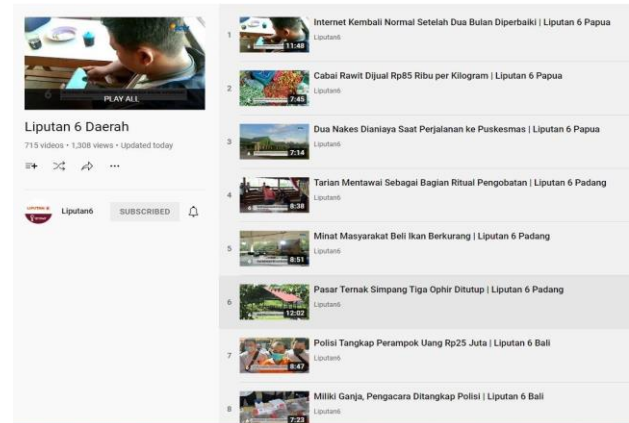 PLAY ALL
Liputan 6 Daerah
715 videos • 1,308 views • Updated today
Liputan6
SUBSCRIBED
1
11:48
Internet Kembali Normal Setelah Dua Bulan Diperbaiki | Liputan 6 Papua
Liputan6
2
7:45
Cabai Rawit Dijual Rp85 Ribu per Kilogram | Liputan 6 Papua
Liputan6
3
7:14
Dua Nakes Dianiaya Saat Perjalanan ke Puskesmas | Liputan 6 Papua
Liputan6
4
8:38
Tarian Mentawai Sebagai Bagian Ritual Pengobatan | Liputan 6 Padang
Liputan6
5
8:51
Minat Masyarakat Beli Ikan Berkurang | Liputan 6 Padang
Liputan6
6
12:02
Pasar Ternak Simpang Tiga Ophir Ditutup | Liputan 6 Padang
Liputan6
7
8:47
Polisi Tangkap Perampok Uang Rp25 Juta | Liputan 6 Bali
Liputan6
8
7:23
Miliki Ganja, Pengacara Ditangkap Polisi | Liputan 6 Bali
Liputan6